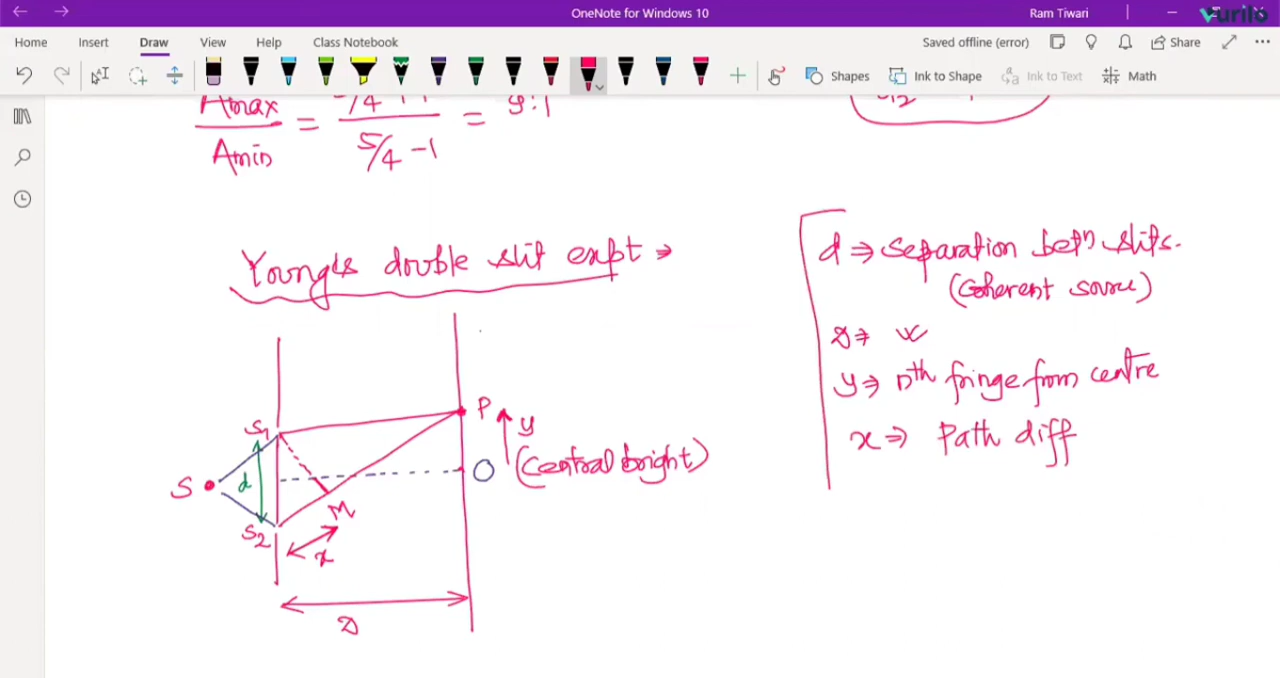 OneNote for Windows 10
Ram Tiwari
Vurilo
Home Insert Draw View Help Class Notebook
Saved offline (error) Share
Shapes Ink to Shape Ink to Text Math
Amax
Amin
=
5/4 -1
= 9:1
Young's double slit expt ⇒
d ⇒ Separation betⁿ slits.
(Coherent source)
D ⇒
y ⇒ nth fringe from centre
x ⇒ Path diff
P
y
S1
S
d
O (Central bright)
M
S2
x
D